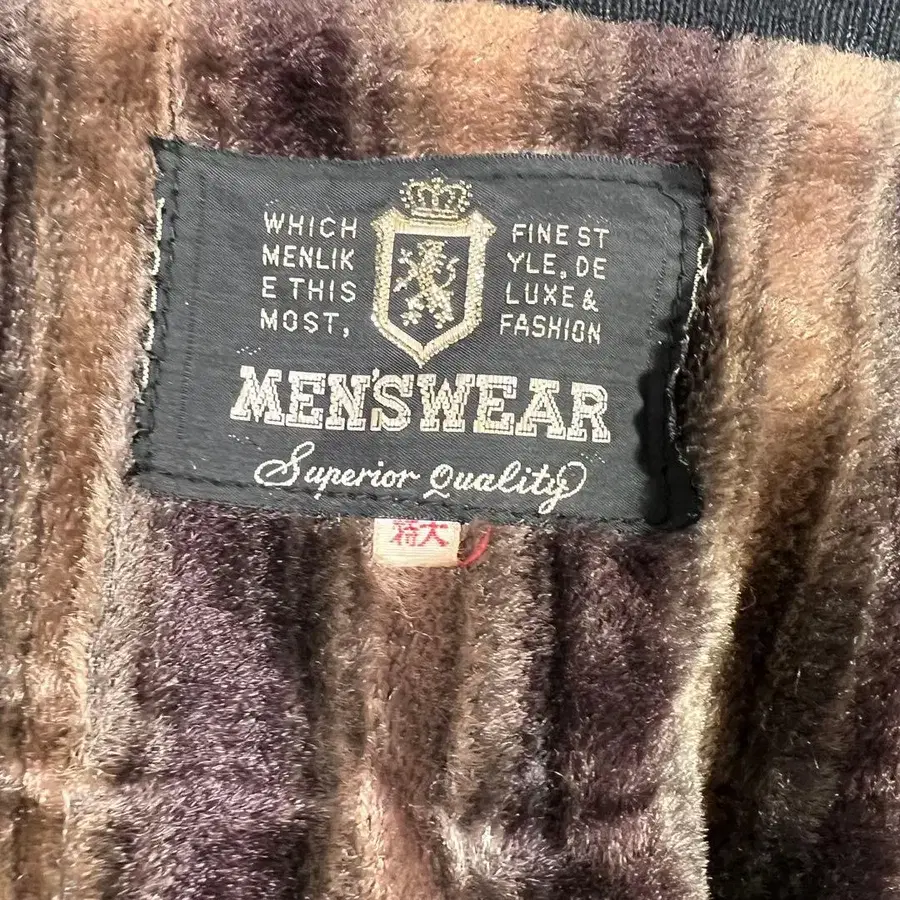 WHICH
MENLIK
E THIS
MOST,
FINE ST
YLE, DE
LUXE &
FASHION
MEN'SWEAR
Superior Quality
特大